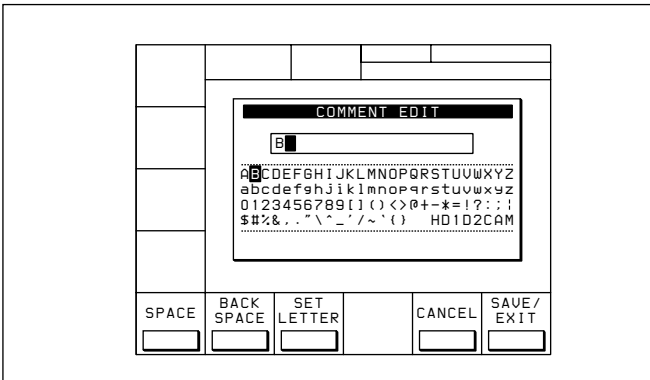 COMMENT EDIT
B
ABCDEFGHIJKLMNOPQRSTUVWXYZ
abcdefghijklmnopqrstuvwxyz
0123456789[]()<>@+-*=!?:;¦
$#%&,."\^_'/~`{} HD1D2CAM
SPACE
BACK SPACE
SET LETTER
CANCEL
SAVE/ EXIT